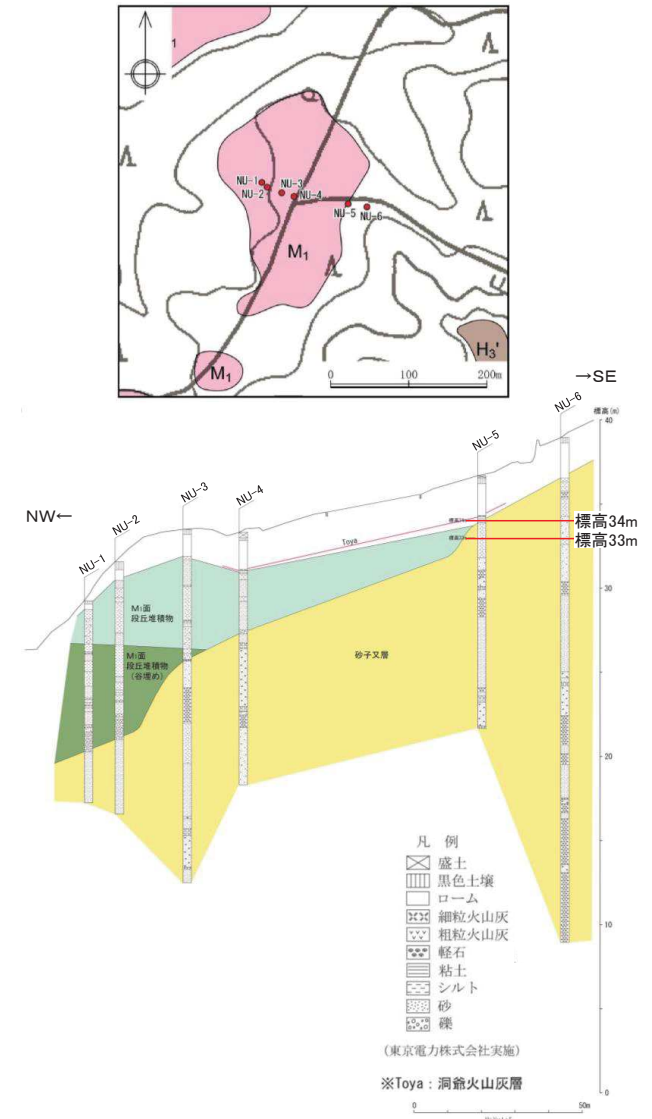 1
NU-1
NU-2
NU-3
NU-4
NU-5
NU-6
M₁
M₁
H₃'
0 100 200m
→SE
NW←
NU-1
NU-2
NU-3
NU-4
NU-5
NU-6
標高(m)
40
30
20
10
0
Toya
標高34m
標高33m
M₁面
段丘堆積物
M₁面
段丘堆積物
(谷埋め)
砂子又層
凡 例
盛土
黒色土壌
ローム
細粒火山灰
粗粒火山灰
軽石
粘土
シルト
砂
礫
(東京電力株式会社実施)
※Toya:洞爺火山灰層
0 50m